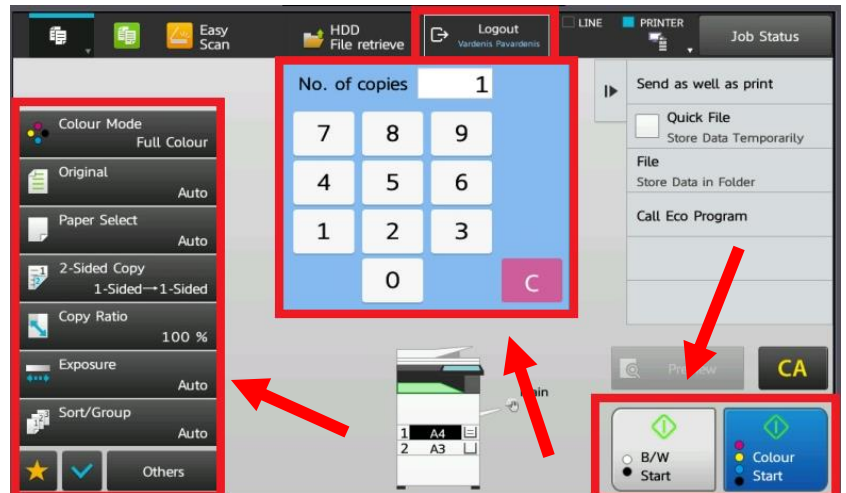 Easy
Scan
HDD
File retrieve
Logout
Vardenis Pavardenis
LINE
PRINTER
Job Status
No. of copies 1
7 8 9
4 5 6
1 2 3
0 C
Colour Mode
Full Colour
Original
Auto
Paper Select
Auto
2-Sided Copy
1-Sided→1-Sided
Copy Ratio
100 %
Exposure
Auto
Sort/Group
Auto
Others
Send as well as print
Quick File
Store Data Temporarily
File
Store Data in Folder
Call Eco Program
1 A4
2 A3
CA
B/W
Start
Colour
Start